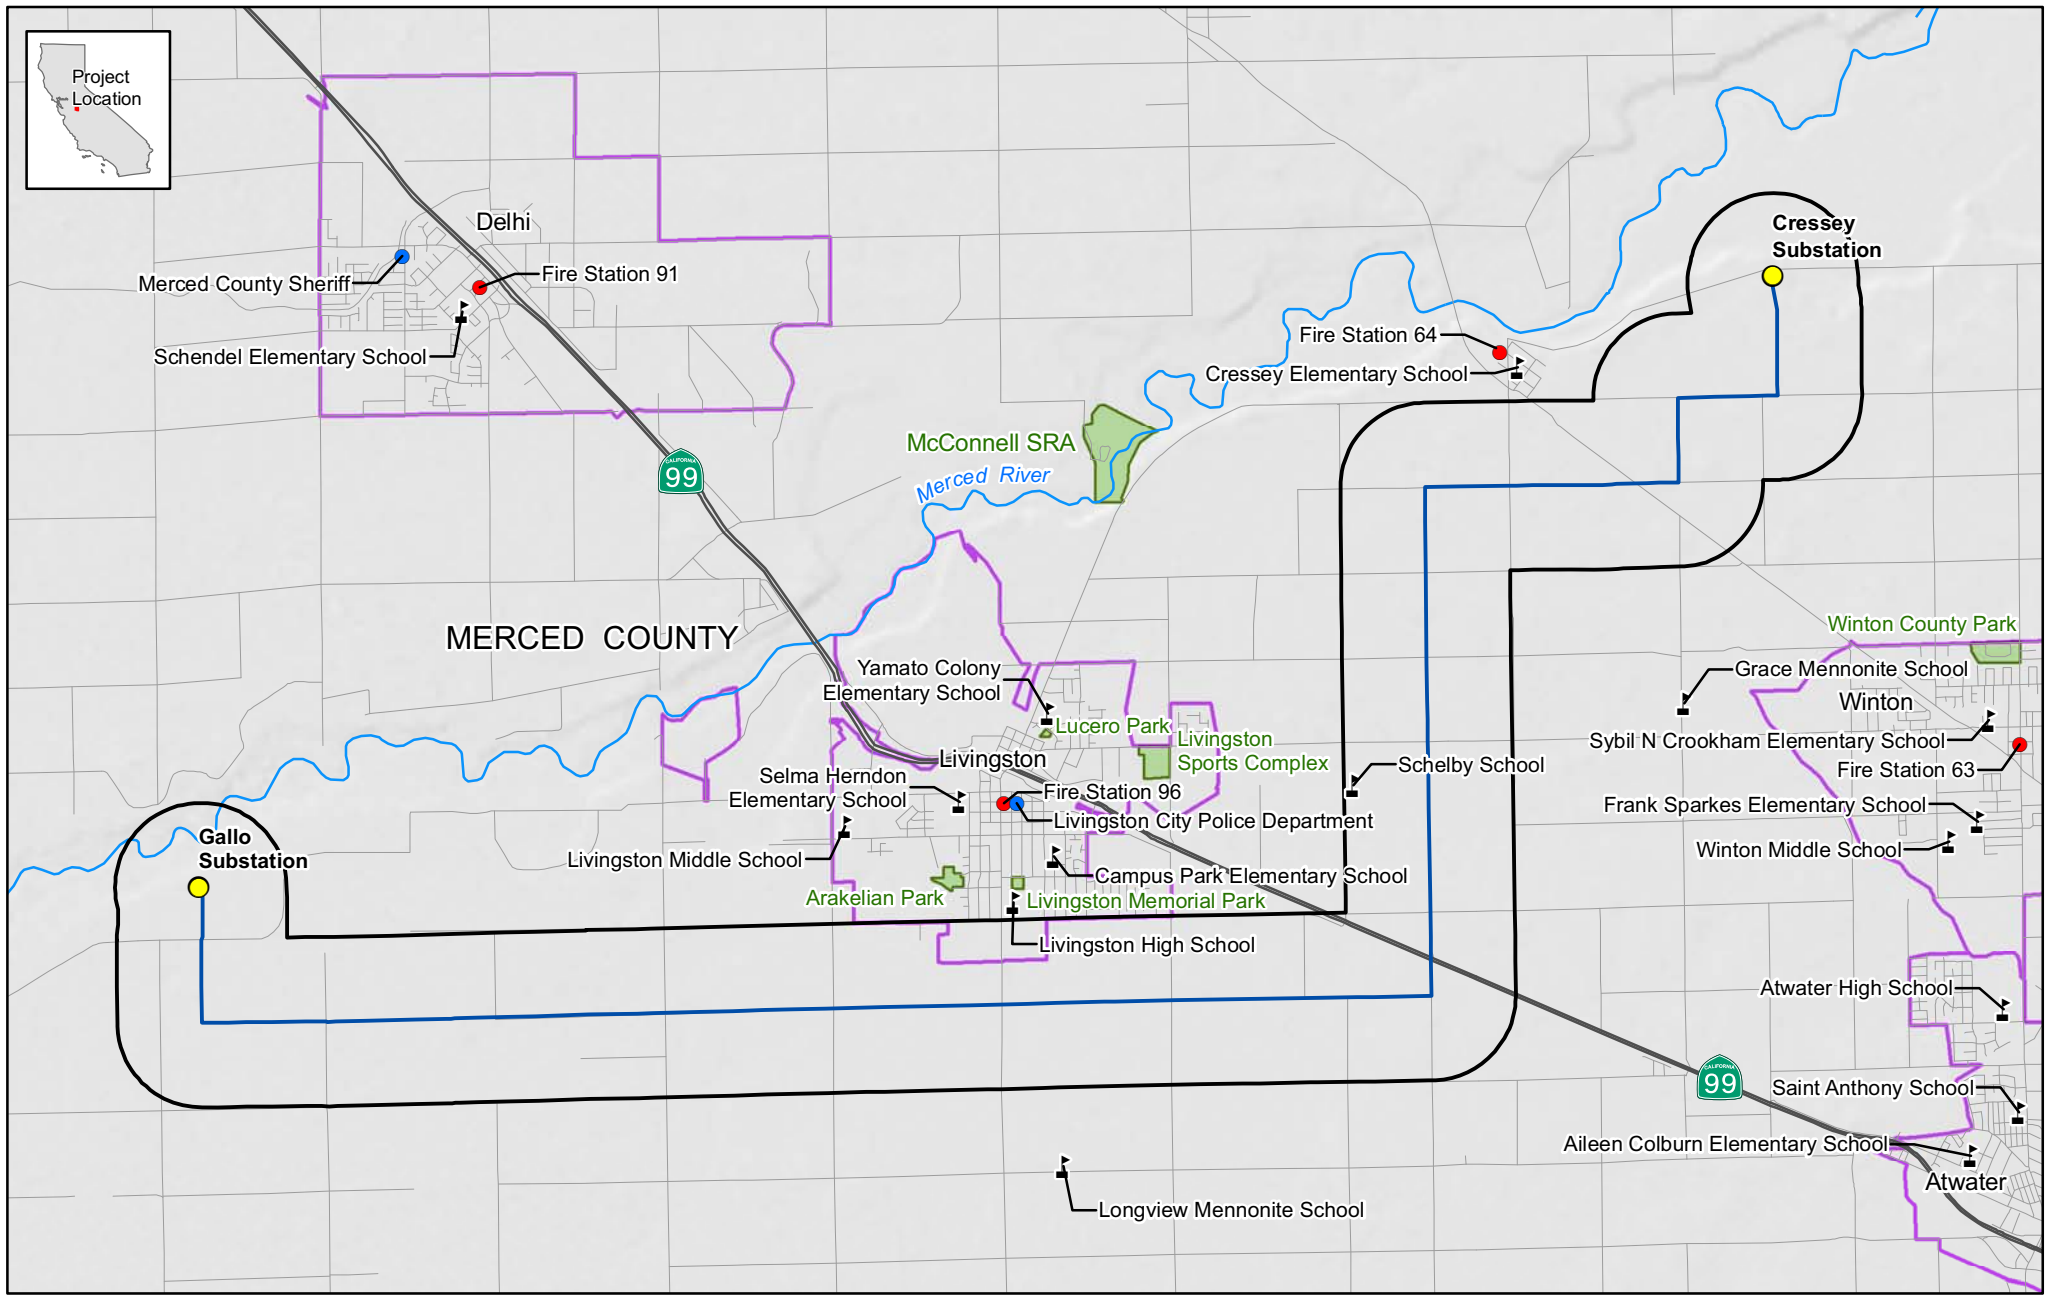 Project
Location
Delhi
Merced County Sheriff
Fire Station 91
Schendel Elementary School
Cressey
Substation
Fire Station 64
Cressey Elementary School
McConnell SRA
Merced River
CALIFORNIA
99
MERCED COUNTY
Winton County Park
Yamato Colony
Elementary School
Grace Mennonite School
Winton
Lucero Park
Livingston
Sports Complex
Sybil N Crookham Elementary School
Livingston
Fire Station 63
Schelby School
Selma Herndon
Elementary School
Fire Station 96
Frank Sparkes Elementary School
Livingston City Police Department
Gallo
Substation
Winton Middle School
Livingston Middle School
Campus Park Elementary School
Arakelian Park
Livingston Memorial Park
Livingston High School
Atwater High School
CALIFORNIA
99
Saint Anthony School
Aileen Colburn Elementary School
Atwater
Longview Mennonite School